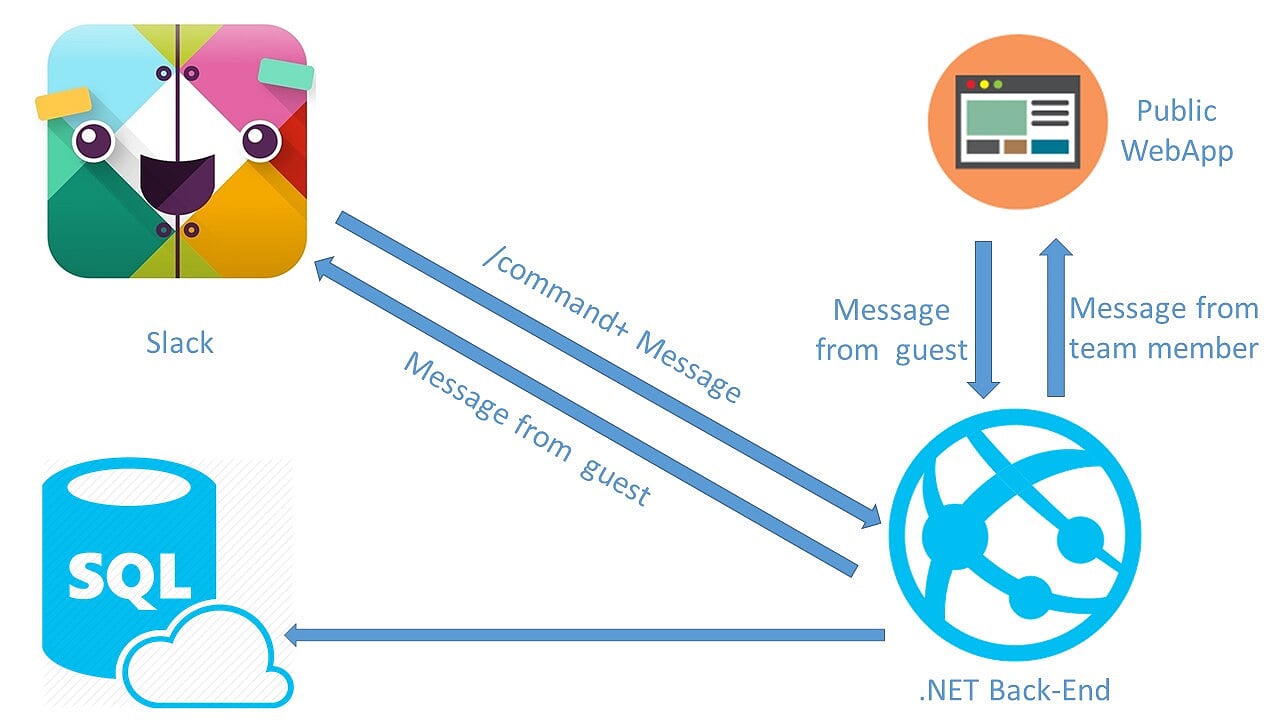 Public
WebApp
/command+ Message
Message from  guest
Slack
Message
from  guest
Message from
team member
SQL
.NET Back-End